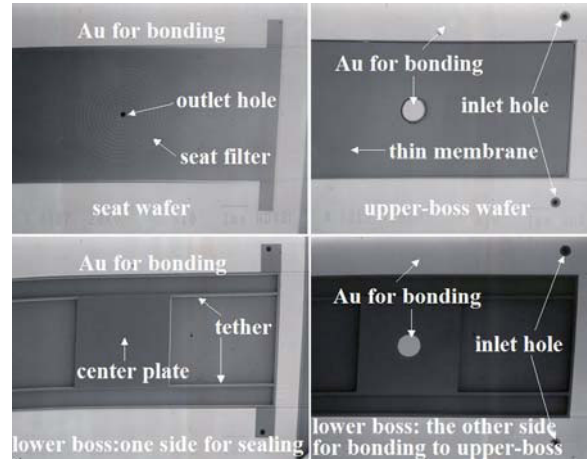 Au for bonding
outlet hole
seat filter
seat wafer
Au for bonding
inlet hole
thin membrane
upper-boss wafer
Au for bonding
tether
center plate
lower boss:one side for sealing
Au for bonding
inlet hole
lower boss: the other side
for bonding to upper-boss